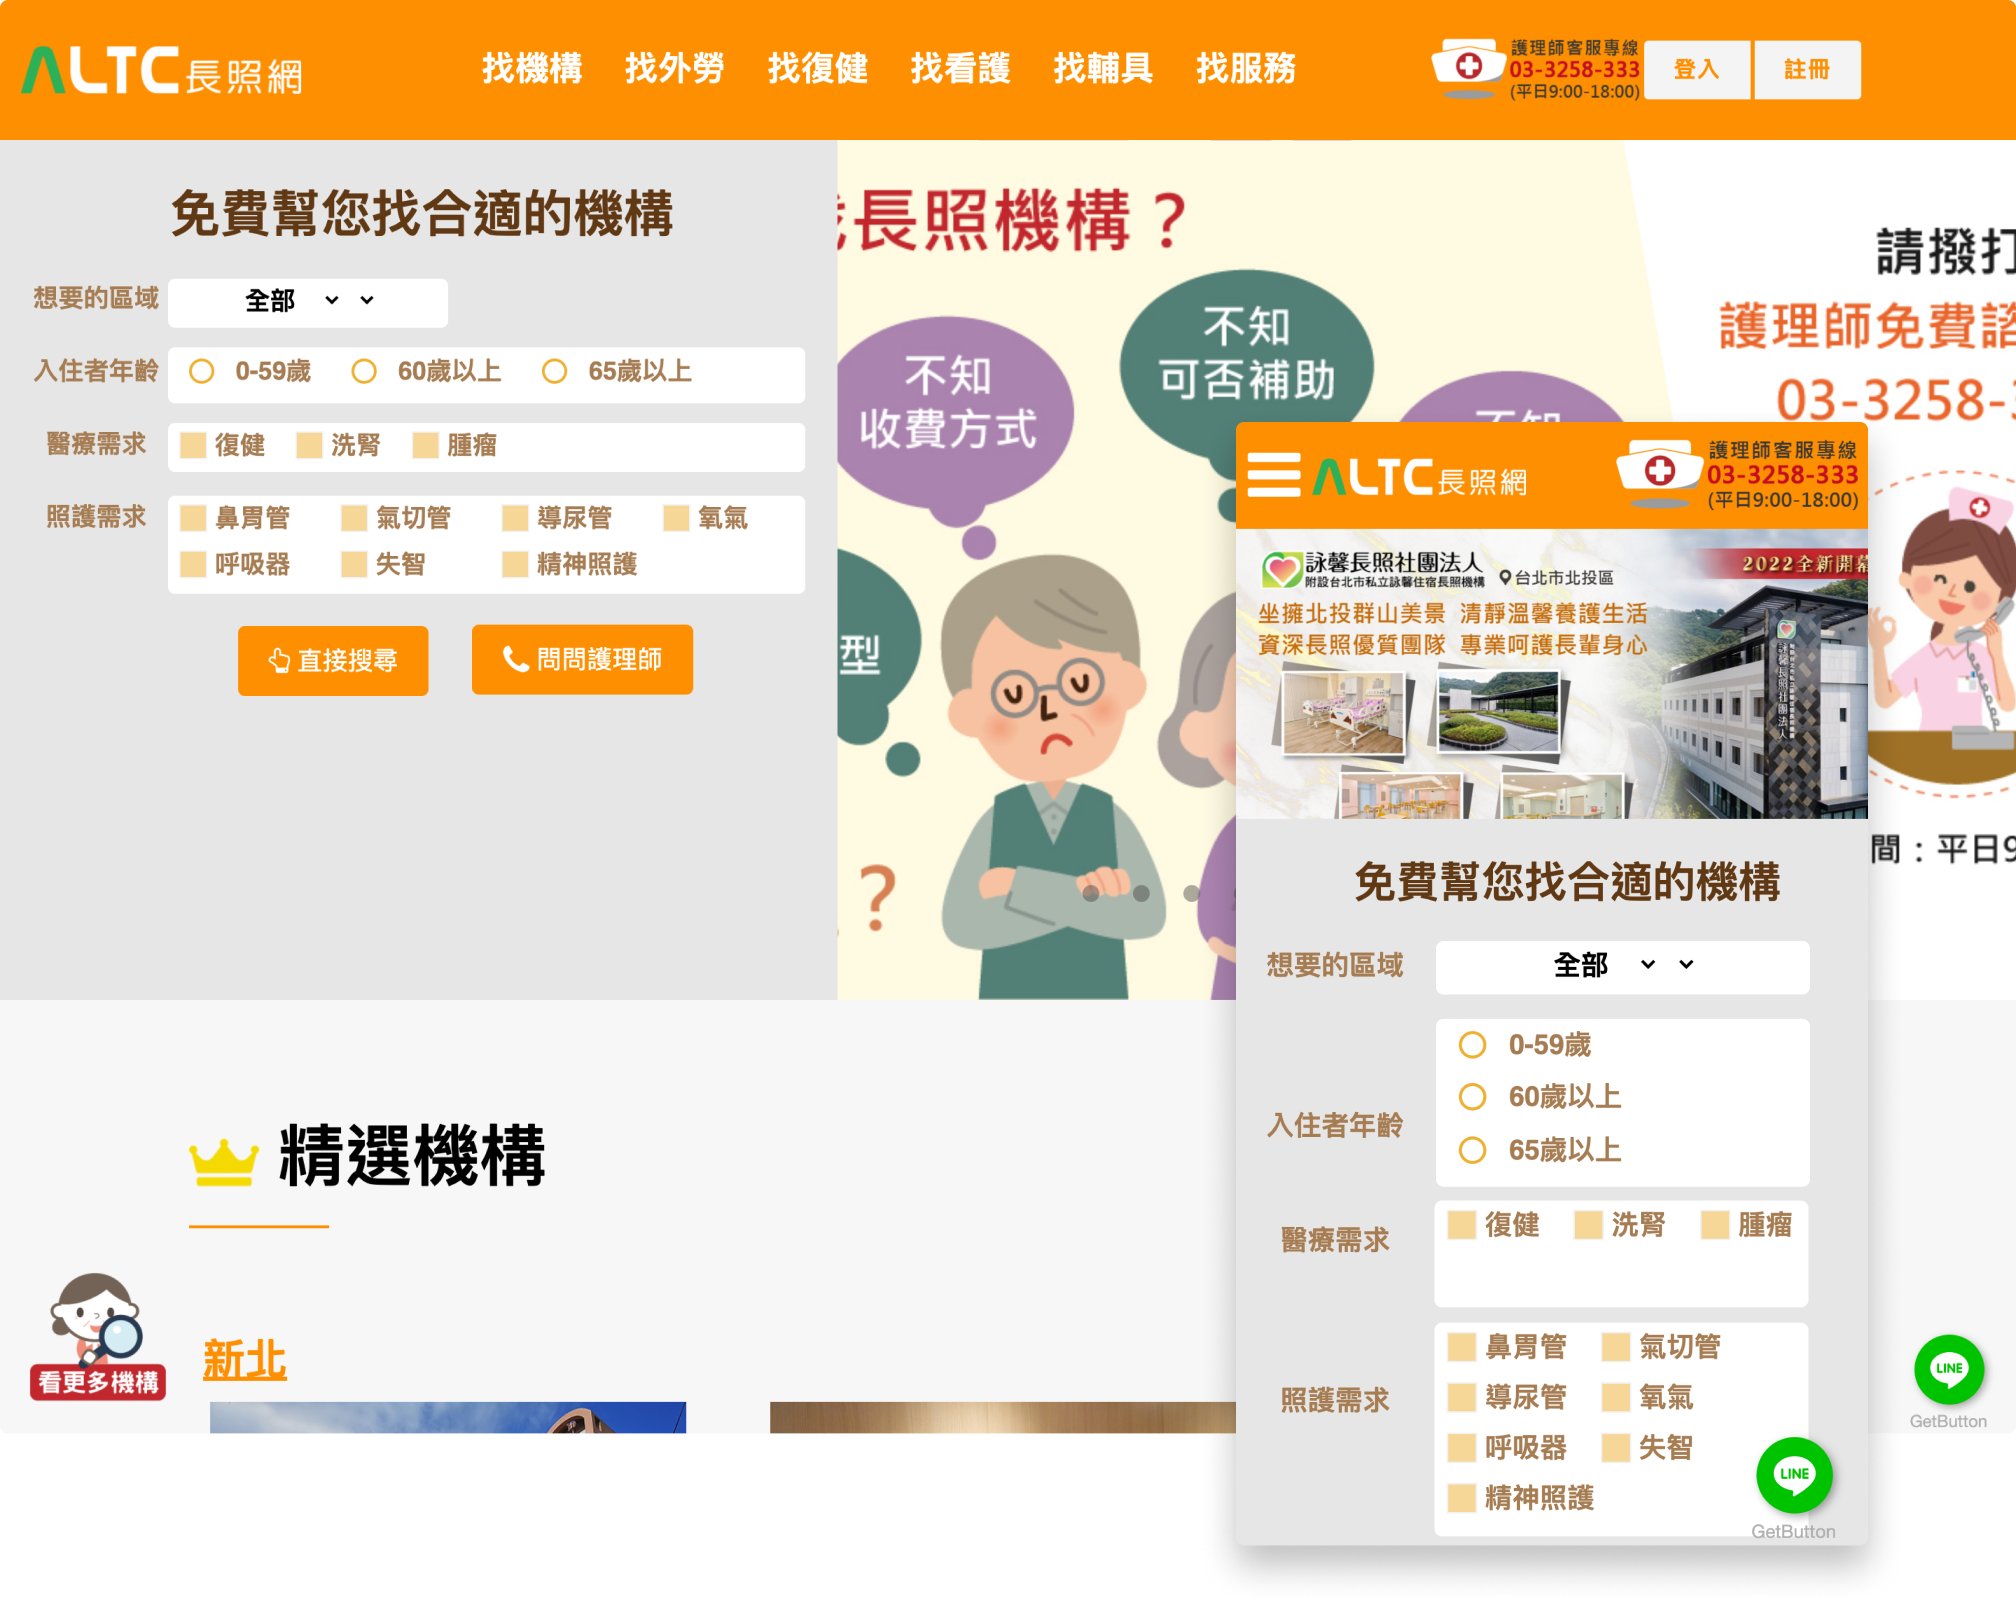 ALTC長照網
找機構 找外勞 找復健 找看護 找輔具 找服務
護理師客服專線
03-3258-333
(平日9:00-18:00)
登入 註冊
免費幫您找合適的機構
想要的區域 全部
入住者年齡 0-59歲 60歲以上 65歲以上
醫療需求 復健 洗腎 腫瘤
照護需求 鼻胃管 氣切管 導尿管 氧氣
呼吸器 失智 精神照護
直接搜尋 問問護理師
長照機構？
不知
收費方式
不知
可否補助
不知
型
？
請撥打
護理師免費諮
03-3258-3
間：平日9
精選機構
新北
看更多機構
LINE
GetButton
ALTC長照網
護理師客服專線
03-3258-333
(平日9:00-18:00)
詠馨長照社團法人
附設台北市私立詠馨住宿長照機構
台北市北投區
2022全新開幕
坐擁北投群山美景 清靜溫馨養護生活
資深長照優質團隊 專業呵護長輩身心
詠馨長照社團法人
免費幫您找合適的機構
想要的區域 全部
入住者年齡
0-59歲
60歲以上
65歲以上
醫療需求 復健 洗腎 腫瘤
照護需求
鼻胃管 氣切管
導尿管 氧氣
呼吸器 失智
精神照護
LINE
GetButton